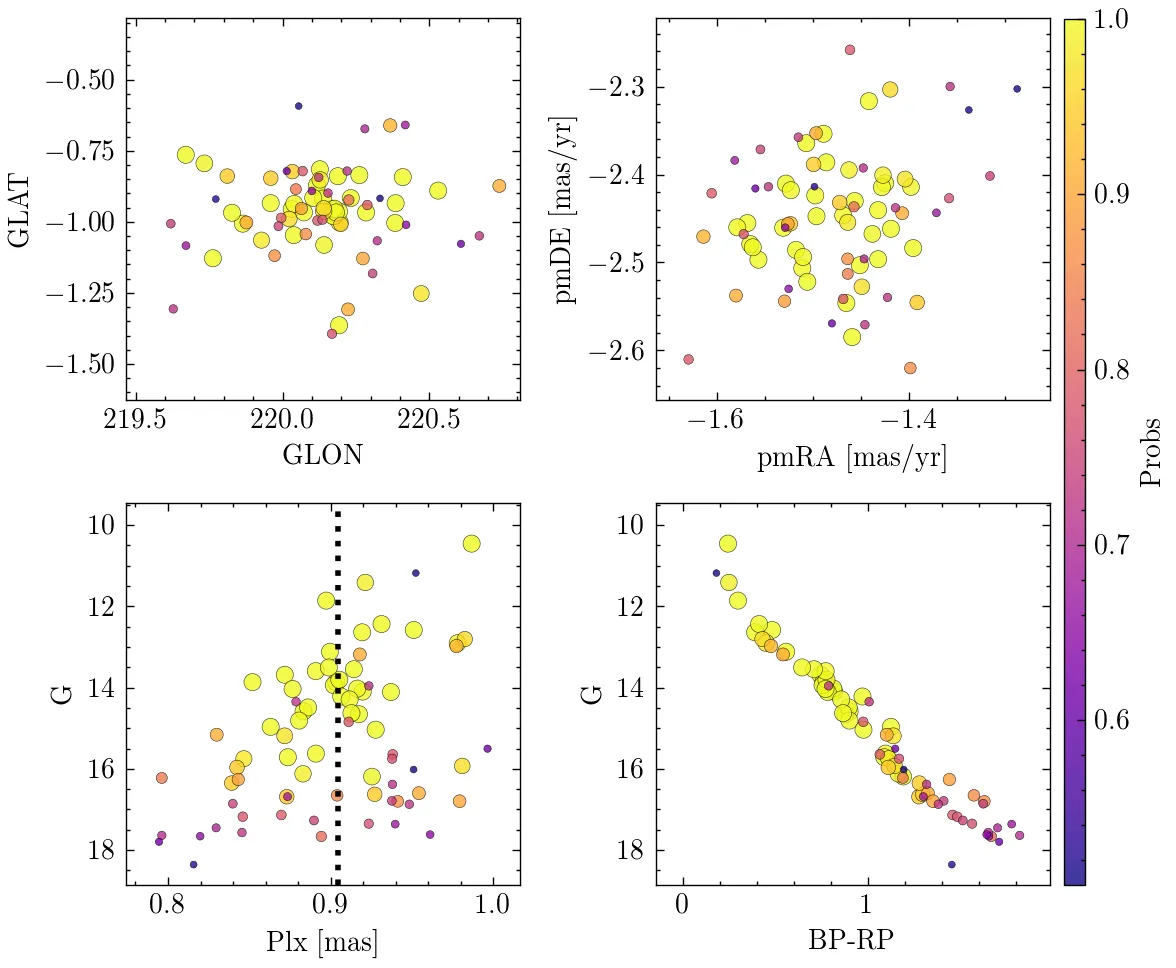 −0.50
−0.75
−1.00
−1.25
−1.50
GLAT
219.5 220.0 220.5
GLON
−2.3
−2.4
−2.5
−2.6
pmDE [mas/yr]
−1.6 −1.4
pmRA [mas/yr]
10
12
14
16
18
G
0.8 0.9 1.0
Plx [mas]
10
12
14
16
18
G
0 1
BP-RP
1.0
0.9
0.8
0.7
0.6
Probs